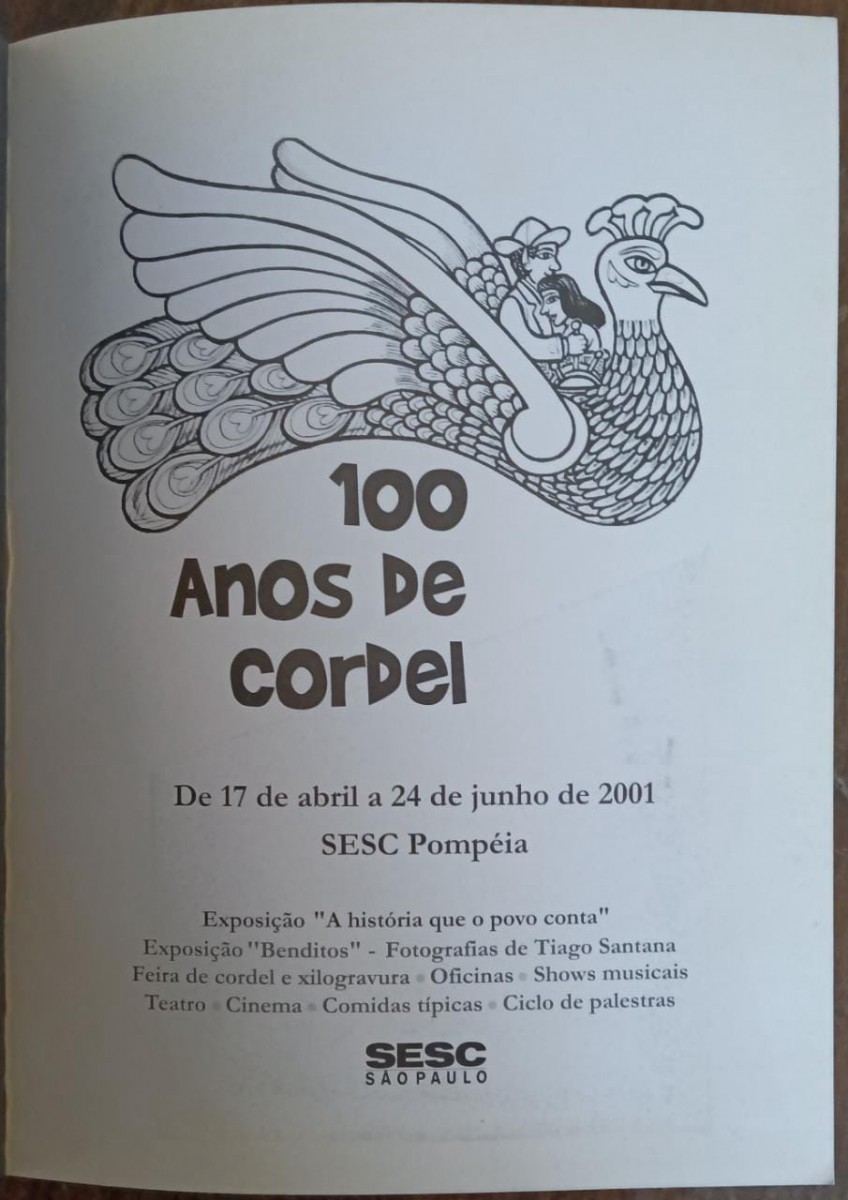 100
Anos de
cordel
De 17 de abril a 24 de junho de 2001
SESC Pompéia
Exposição "A história que o povo conta"
Exposição "Benditos" - Fotografias de Tiago Santana
Feira de cordel e xilogravura • Oficinas • Shows musicais
Teatro • Cinema • Comidas típicas • Ciclo de palestras
SESC
SÃO PAULO